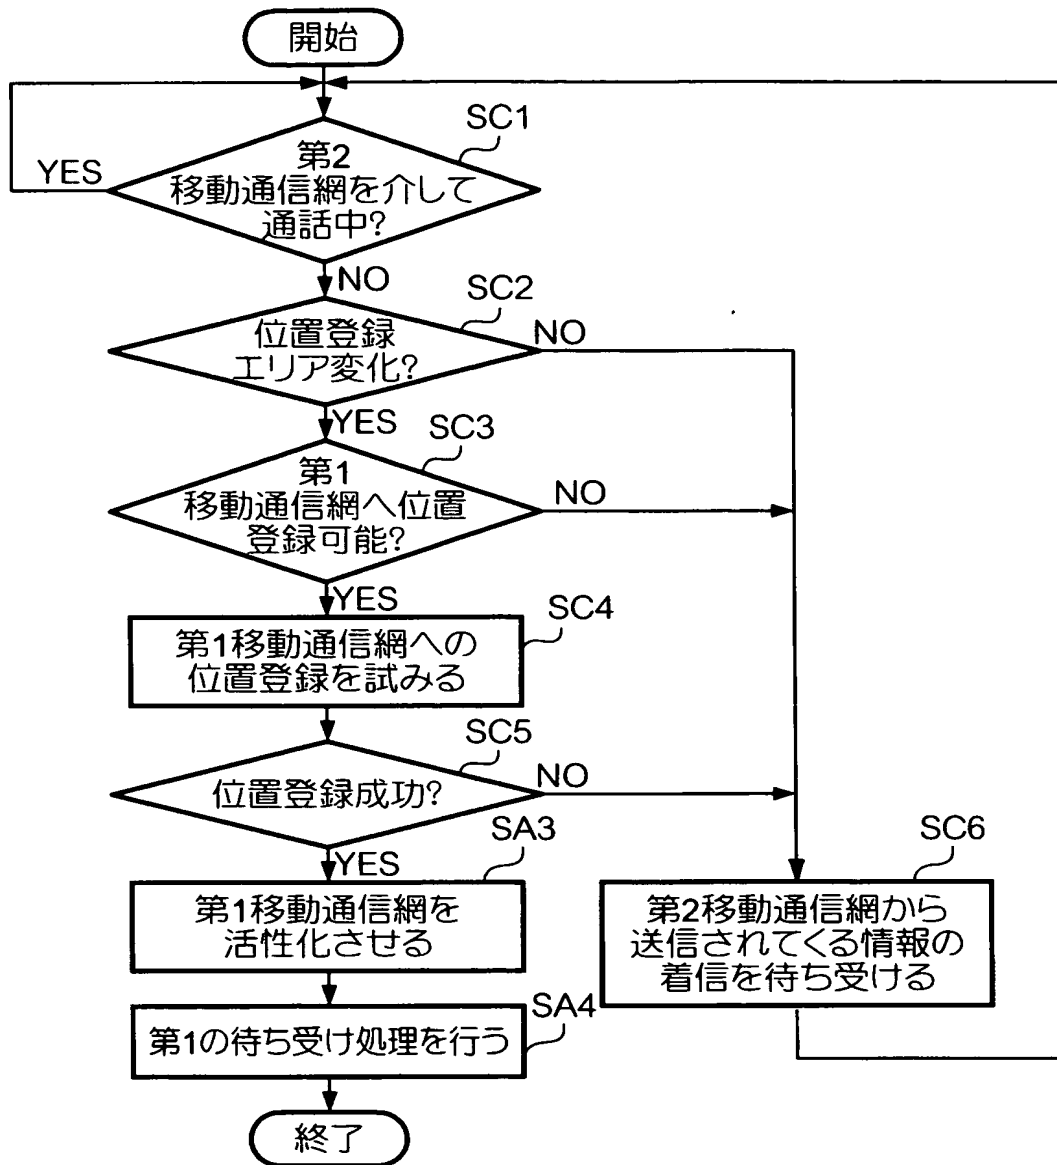 開始
SC1
YES
第2
移動通信網を介して
通話中?
NO
SC2
位置登録
エリア変化?
NO
YES
SC3
第1
移動通信網へ位置
登録可能?
NO
YES
SC4
第1移動通信網への
位置登録を試みる
SC5
位置登録成功?
NO
YES
SA3
第1移動通信網を
活性化させる
SC6
第2移動通信網から
送信されてくる情報の
着信を待ち受ける
SA4
第1の待ち受け処理を行う
終了